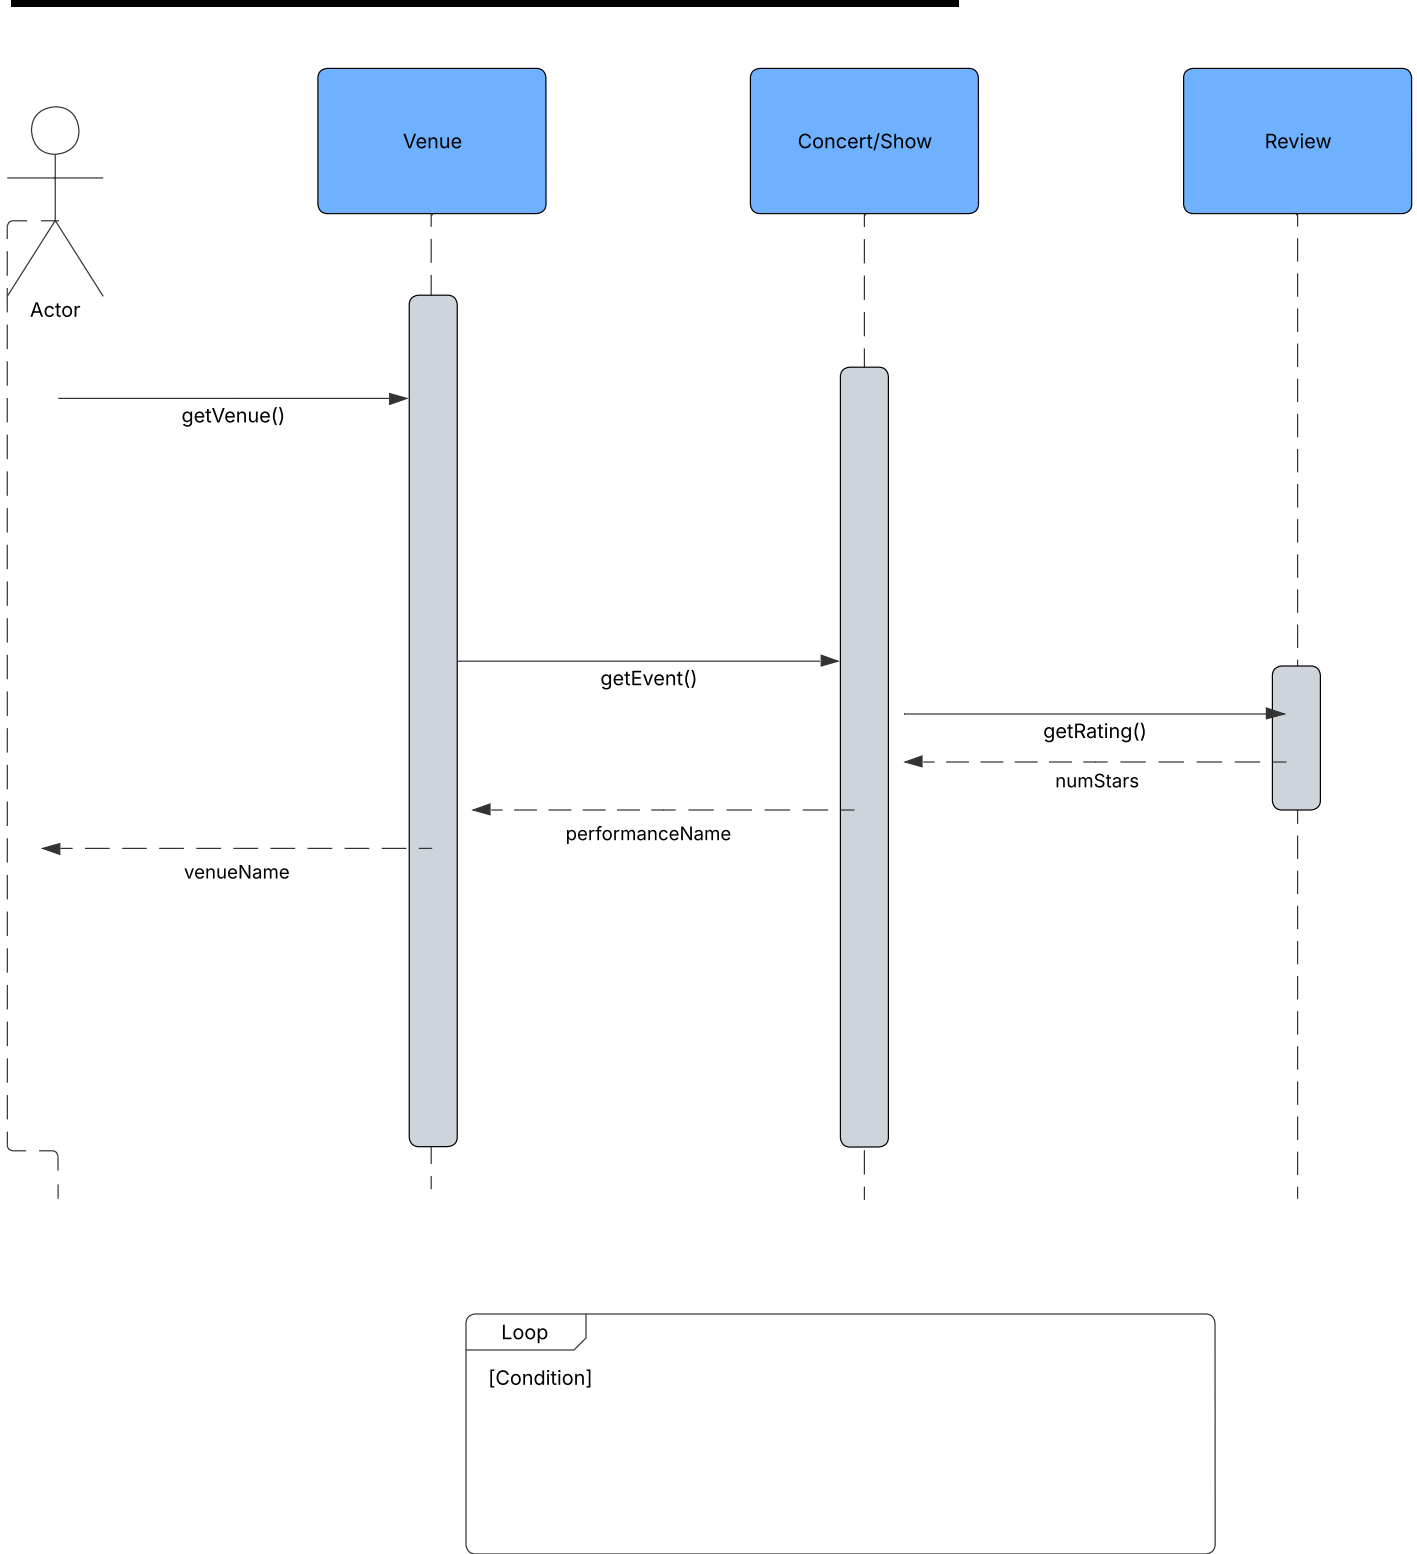 Venue
Concert/Show
Review
Actor
getVenue()
getEvent()
getRating()
numStars
performanceName
venueName
Loop
[Condition]